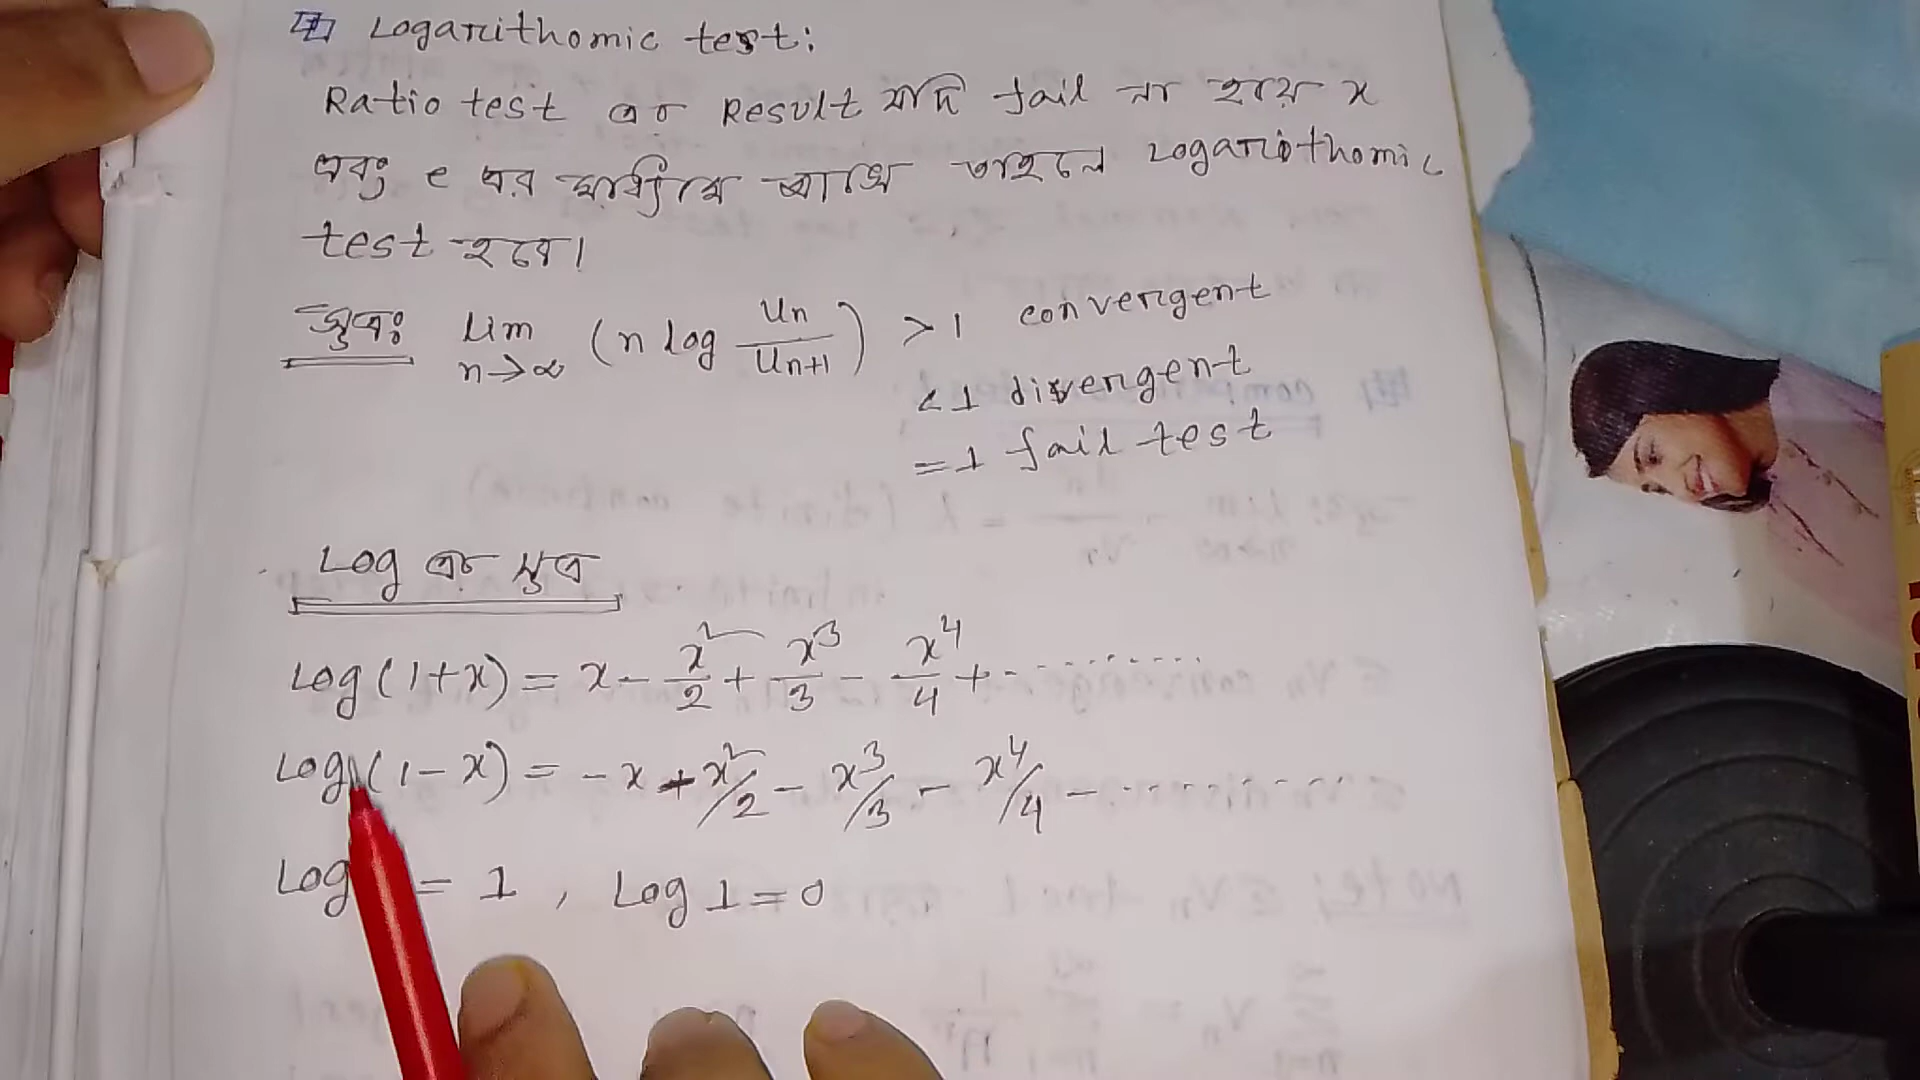 Logarithomic test:
Ratio test এর Result যদি fail না হয় x
এবং e এর মাধ্যমে থাকে তাহলে Logariothomic
test হবে।
সুত্রঃ lim n→∞ (n log Un/Un+1) >1 convergent
<1 divergent
=1 fail test
Log এর সুত্র
Log(1+x) = x - x²/2 + x³/3 - x⁴/4 + - ..........
Log(1-x) = -x + x²/2 - x³/3 - x⁴/4 - ..........
Log = 1, Log 1 = 0